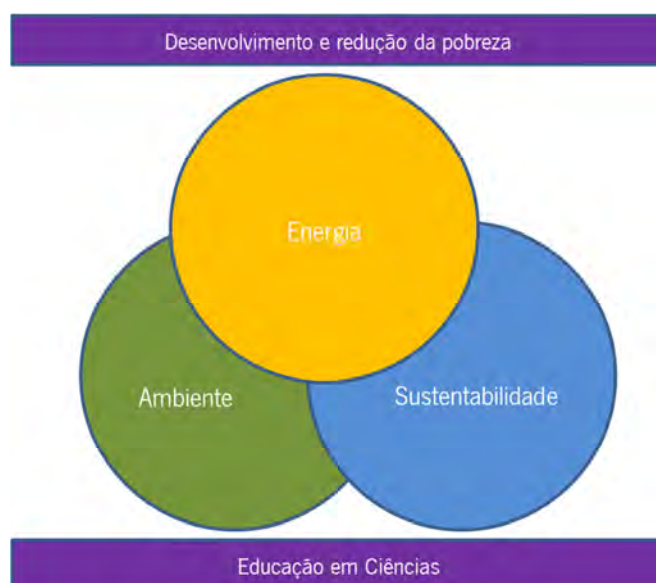 Desenvolvimento e redução da pobreza
Energia
Ambiente
Sustentabilidade
Educação em Ciências